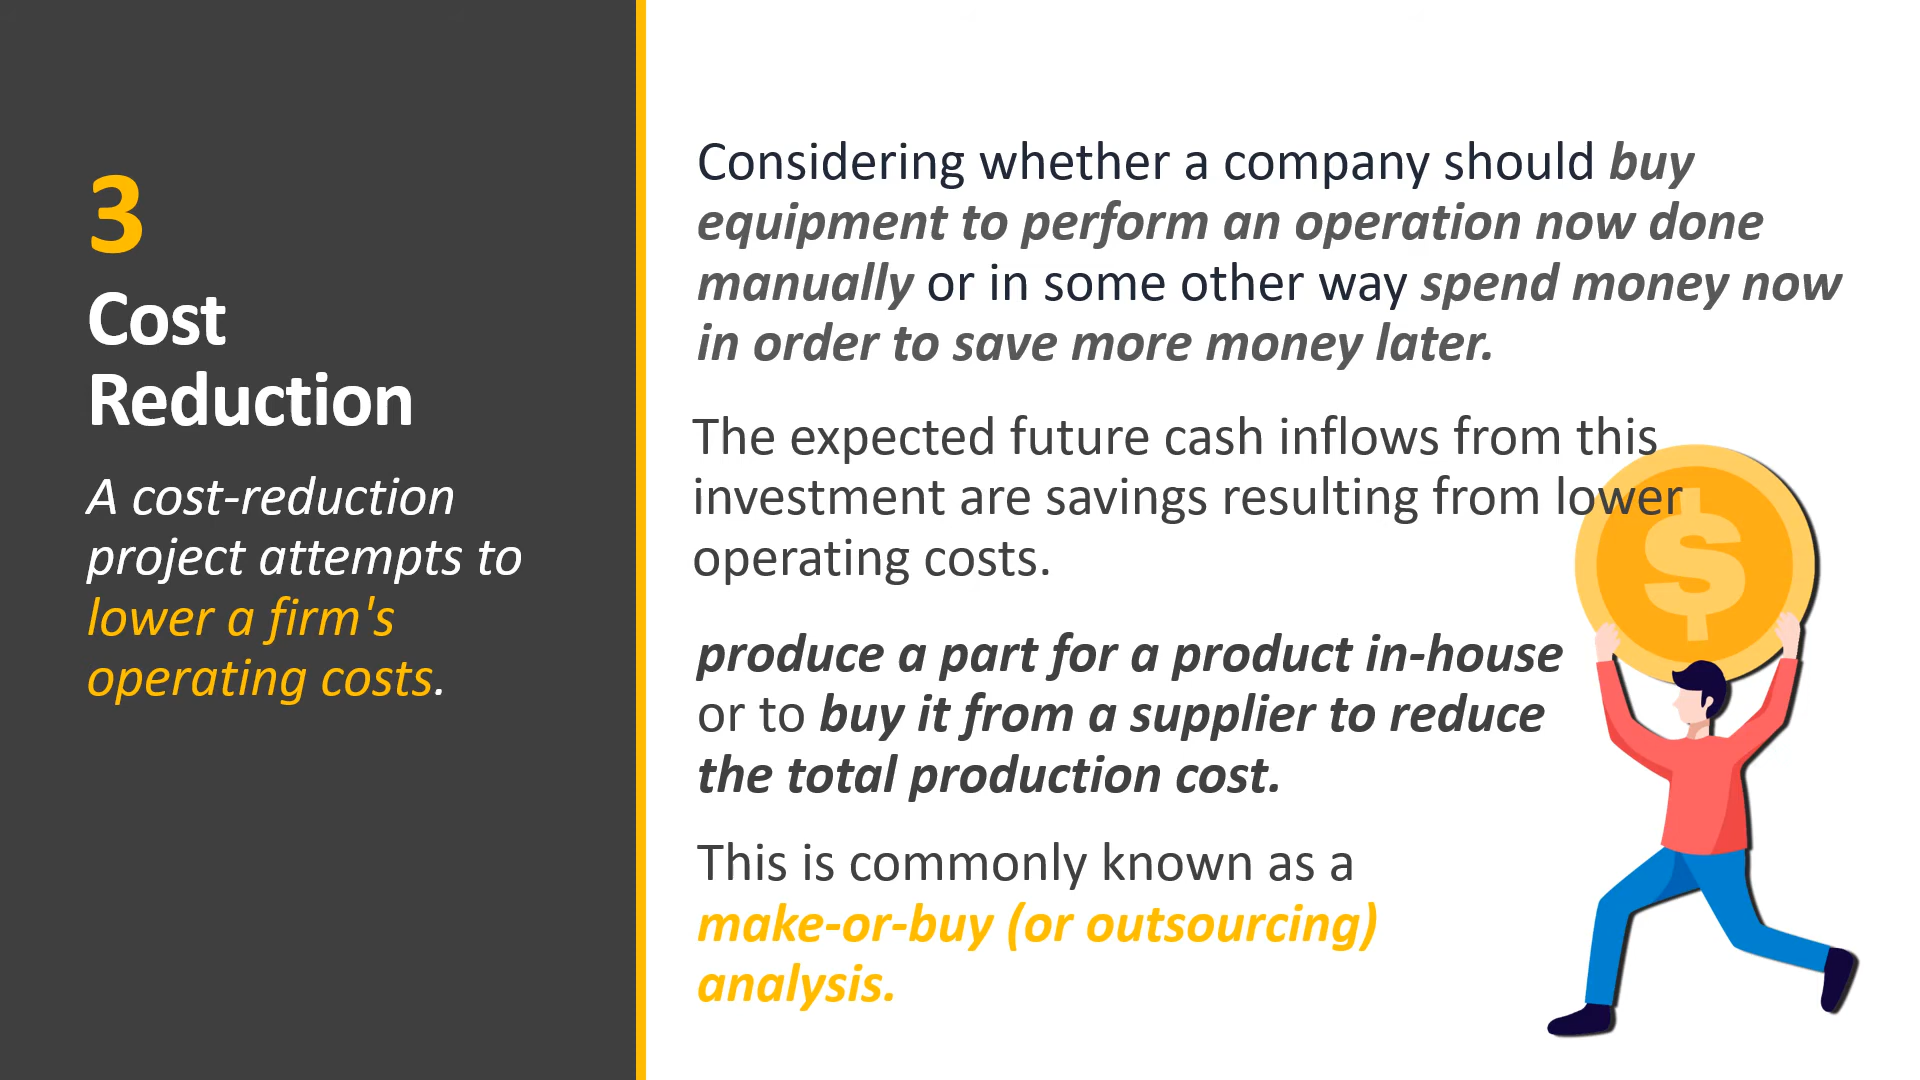 3
Cost
Reduction
A cost-reduction
project attempts to
lower a firm's
operating costs.
Considering whether a company should buy
equipment to perform an operation now done
manually or in some other way spend money now
in order to save more money later.
The expected future cash inflows from this
investment are savings resulting from lower
operating costs.
produce a part for a product in-house
or to buy it from a supplier to reduce
the total production cost.
This is commonly known as a
make-or-buy (or outsourcing)
analysis.
$